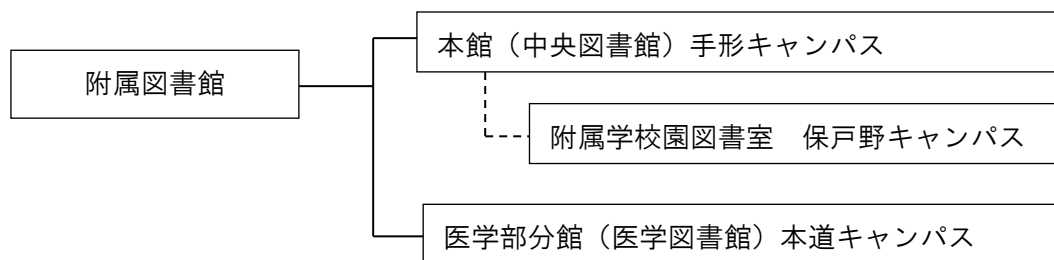 本館（中央図書館）手形キャンパス
附属図書館
附属学校園図書室　保戸野キャンパス
医学部分館（医学図書館）本道キャンパス